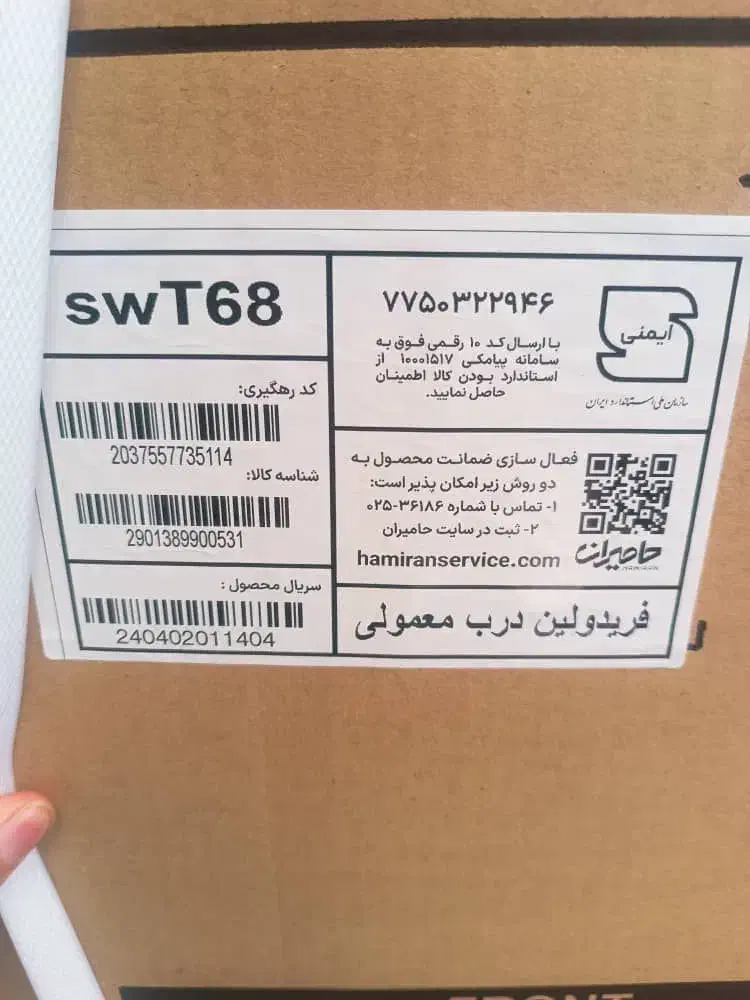 swT68
۷۷۵۰۳۲۲۹۴۶
با ارسال کد ۱۰ رقمی فوق به
سامانه پیامکی ۱۰۰۰۱۵۱۷ از
استاندارد بودن کالا اطمینان
حاصل نمایید.
ایمنی
سازمان ملی استاندارد ایران
کد رهگیری:
2037557735114
شناسه کالا:
2901389900531
فعال سازی ضمانت محصول به
دو روش زیر امکان پذیر است:
۱- تماس با شماره ۳۶۱۸۶-۰۲۵
۲- ثبت در سایت حامیران
hamiranservice.com
حامیران
HAMIRAN
سریال محصول :
240402011404
فریدولین درب معمولی
FRONT